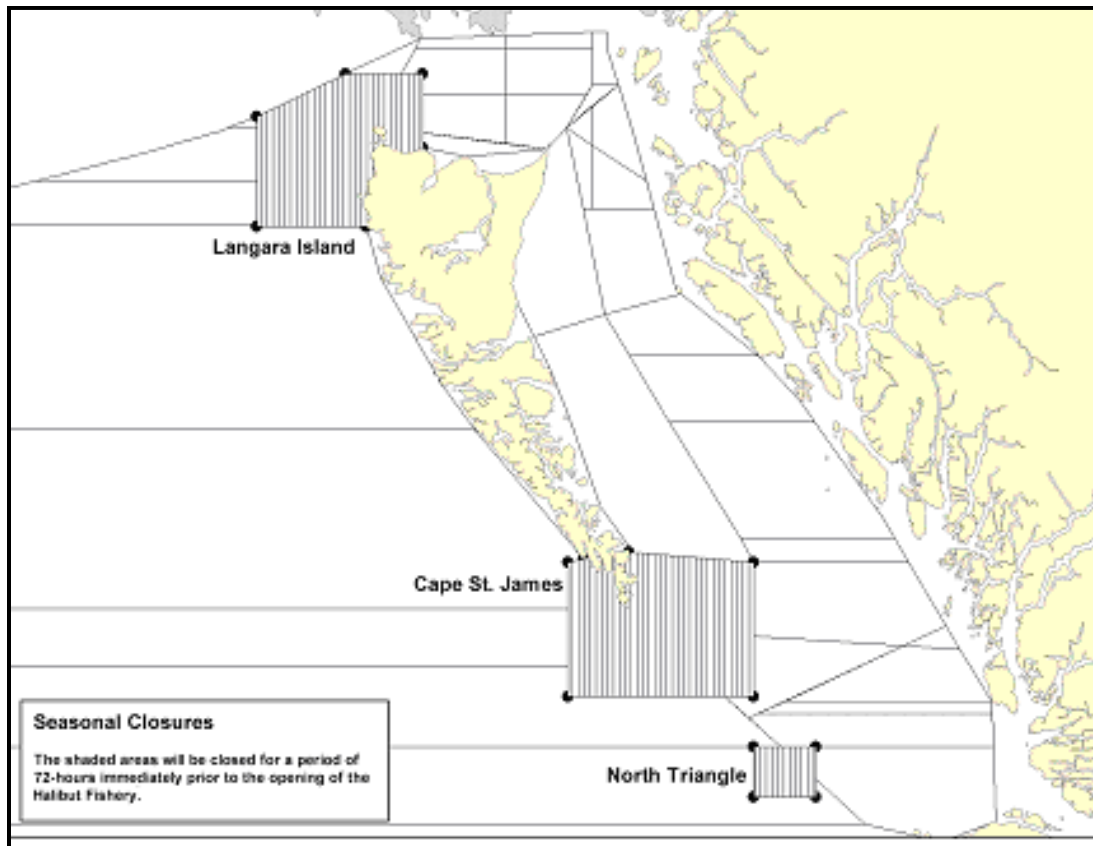 Langara Island
Cape St. James
Seasonal Closures
The shaded areas will be closed for a period of
72-hours immediately prior to the opening of the
Halibut Fishery.
North Triangle